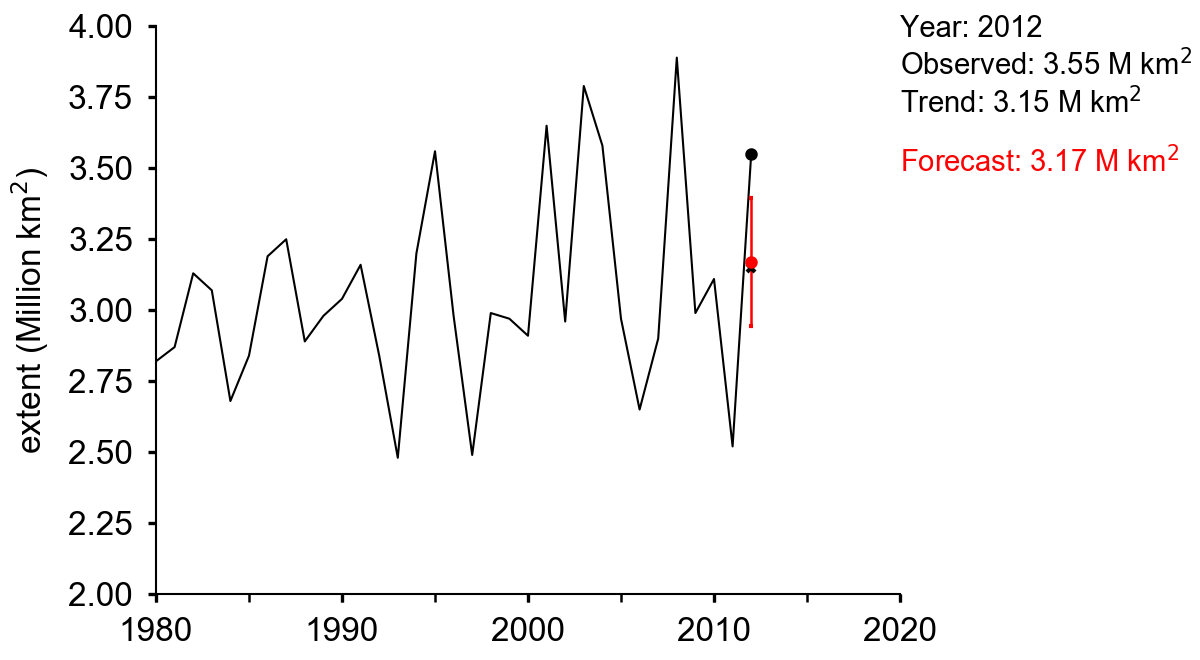 Year: 2012
Observed: 3.55 M km²
Trend: 3.15 M km²
Forecast: 3.17 M km²
extent (Million km²)
4.00
3.75
3.50
3.25
3.00
2.75
2.50
2.25
2.00
1980 1990 2000 2010 2020